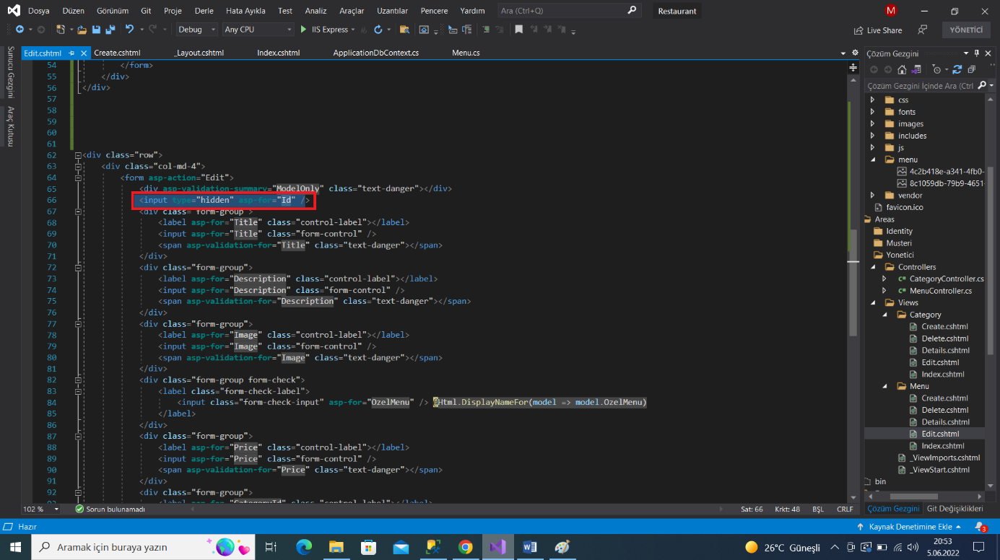 Dosya Düzen Görünüm Git Proje Derle Hata Ayıkla Test Analiz Araçlar Uzantılar Pencere Yardım Ara (Ctrl+Q) Restaurant M
Debug Any CPU IIS Express Live Share YÖNETİCİ
Sunucu Gezgini
Araç Kutusu
Edit.cshtml Create.cshtml _Layout.cshtml Index.cshtml ApplicationDbContext.cs Menu.cs
54 </form>
55 </div>
56 </div>
57
58
59
60
61
62 <div class="row">
63 <div class="col-md-4">
64 <form asp-action="Edit">
65 <div asp-validation-summary="ModelOnly" class="text-danger"></div>
66 <input type="hidden" asp-for="Id" />
67 <div class="form-group">
68 <label asp-for="Title" class="control-label"></label>
69 <input asp-for="Title" class="form-control" />
70 <span asp-validation-for="Title" class="text-danger"></span>
71 </div>
72 <div class="form-group">
73 <label asp-for="Description" class="control-label"></label>
74 <input asp-for="Description" class="form-control" />
75 <span asp-validation-for="Description" class="text-danger"></span>
76 </div>
77 <div class="form-group">
78 <label asp-for="Image" class="control-label"></label>
79 <input asp-for="Image" class="form-control" />
80 <span asp-validation-for="Image" class="text-danger"></span>
81 </div>
82 <div class="form-group form-check">
83 <label class="form-check-label">
84 <input class="form-check-input" asp-for="OzelMenu" /> @Html.DisplayNameFor(model => model.OzelMenu)
85 </label>
86 </div>
87 <div class="form-group">
88 <label asp-for="Price" class="control-label"></label>
89 <input asp-for="Price" class="form-control" />
90 <span asp-validation-for="Price" class="text-danger"></span>
91 </div>
92 <div class="form-group">
93 <label asp-for="CategoryId" class="control-label"></label>
102 % Sorun bulunamadı Sat: 66 Krkt: 48 BŞL CRLF
Çözüm Gezgini
Çözüm Gezgini İçinde Ara (Ctrl
css
fonts
images
includes
js
menu
4c2b418e-a341-4fb0-
8c1059db-79b9-4651-
vendor
favicon.ico
Areas
Identity
Musteri
Yonetici
Controllers
C# CategoryController.cs
C# MenuController.cs
Views
Category
Create.cshtml
Delete.cshtml
Details.cshtml
Edit.cshtml
Index.cshtml
Menu
Create.cshtml
Delete.cshtml
Details.cshtml
Edit.cshtml
Index.cshtml
_ViewImports.cshtml
_ViewStart.cshtml
bin
Çözüm Gezgini Git Değişiklikleri
Hazır Kaynak Denetimine Ekle 3
Aramak için buraya yazın 26°C Güneşli 20:53
5.06.2022